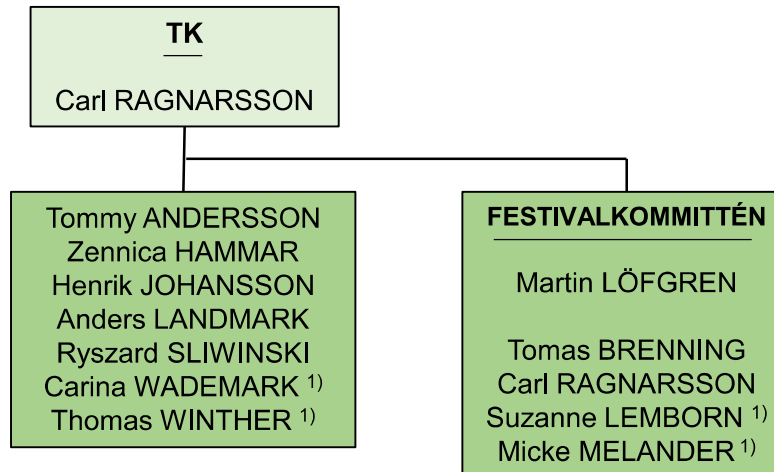 TK
Carl RAGNARSSON
Tommy ANDERSSON
Zennica HAMMAR
Henrik JOHANSSON
Anders LANDMARK
Ryszard SLIWINSKI
Carina WADEMARK 1)
Thomas WINTHER 1)
FESTIVALKOMMITTÉN
Martin LÖFGREN
Tomas BRENNING
Carl RAGNARSSON
Suzanne LEMBORN 1)
Micke MELANDER 1)